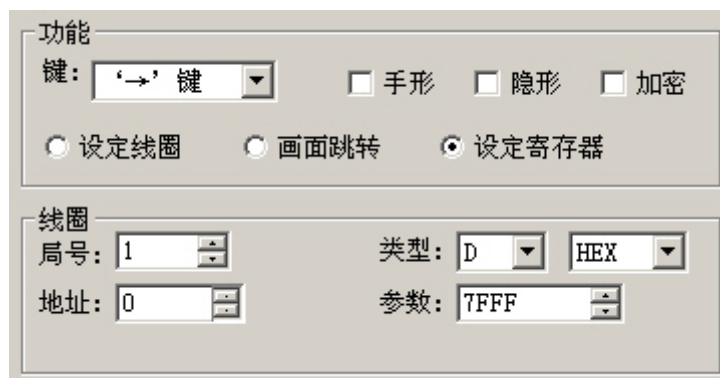 功能
键: ‘→’ 键 手形 隐形 加密
设定线圈 画面跳转 设定寄存器
线圈
局号: 1 类型: D HEX
地址: 0 参数: 7FFF